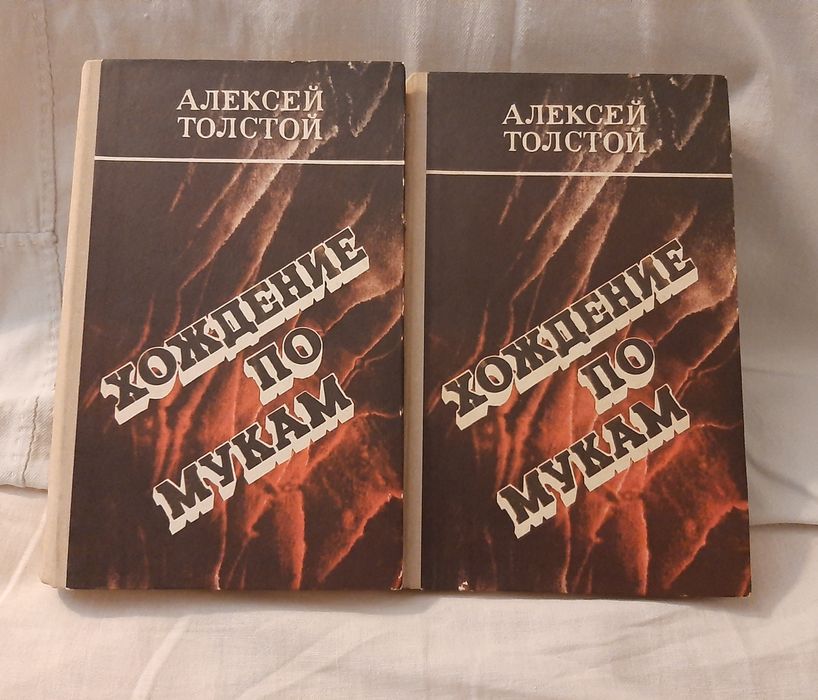 АЛЕКСЕЙ
ТОЛСТОЙ
ХОЖДЕНИЕ
ПО
МУКАМ
АЛЕКСЕЙ
ТОЛСТОЙ
ХОЖДЕНИЕ
ПО
МУКАМ